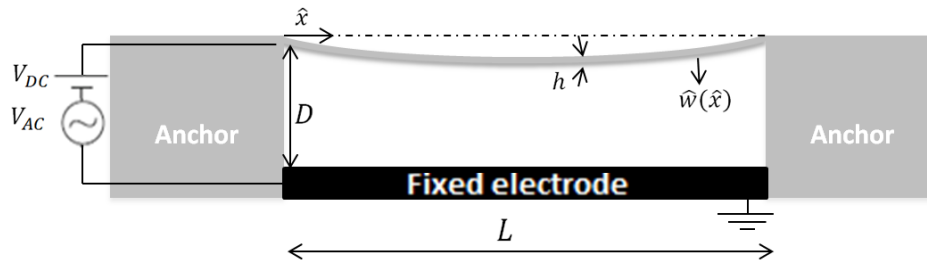 x̂
V_DC
V_AC
D
h
ŵ(x̂)
Anchor
Anchor
Fixed electrode
L